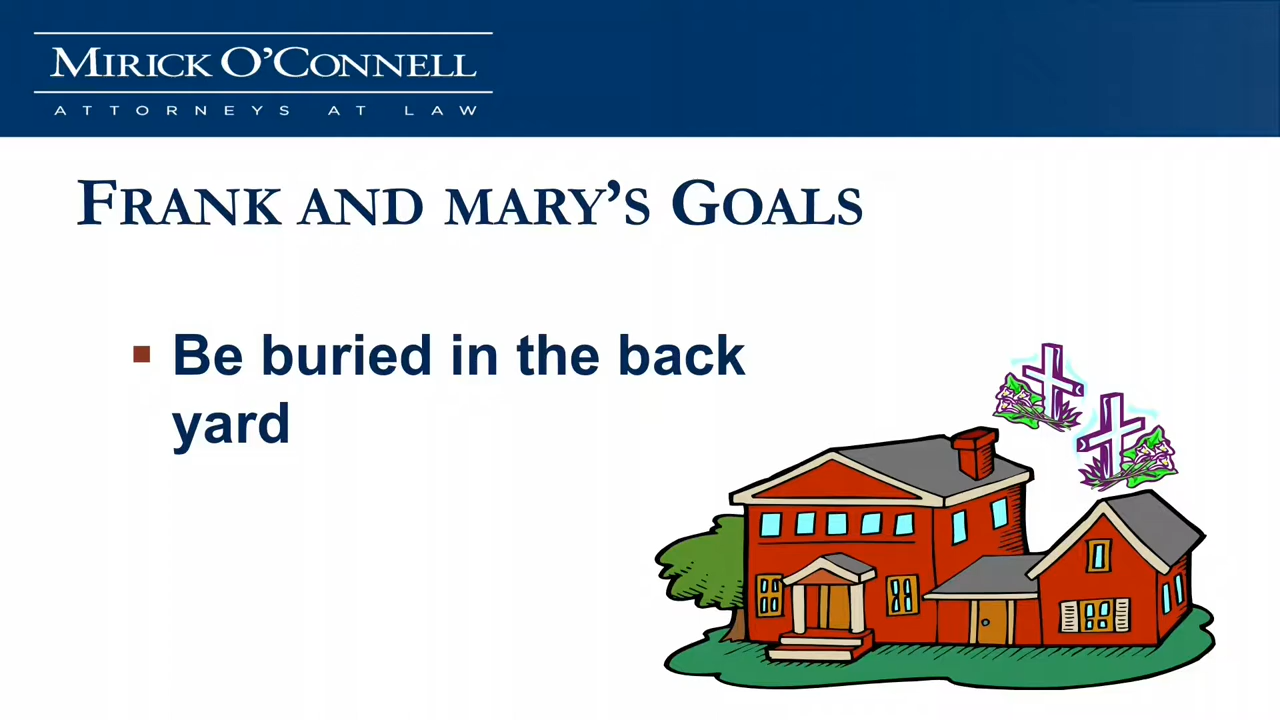 MIRICK O'CONNELL
ATTORNEYS AT LAW
FRANK AND MARY'S GOALS
▪ Be buried in the back
yard